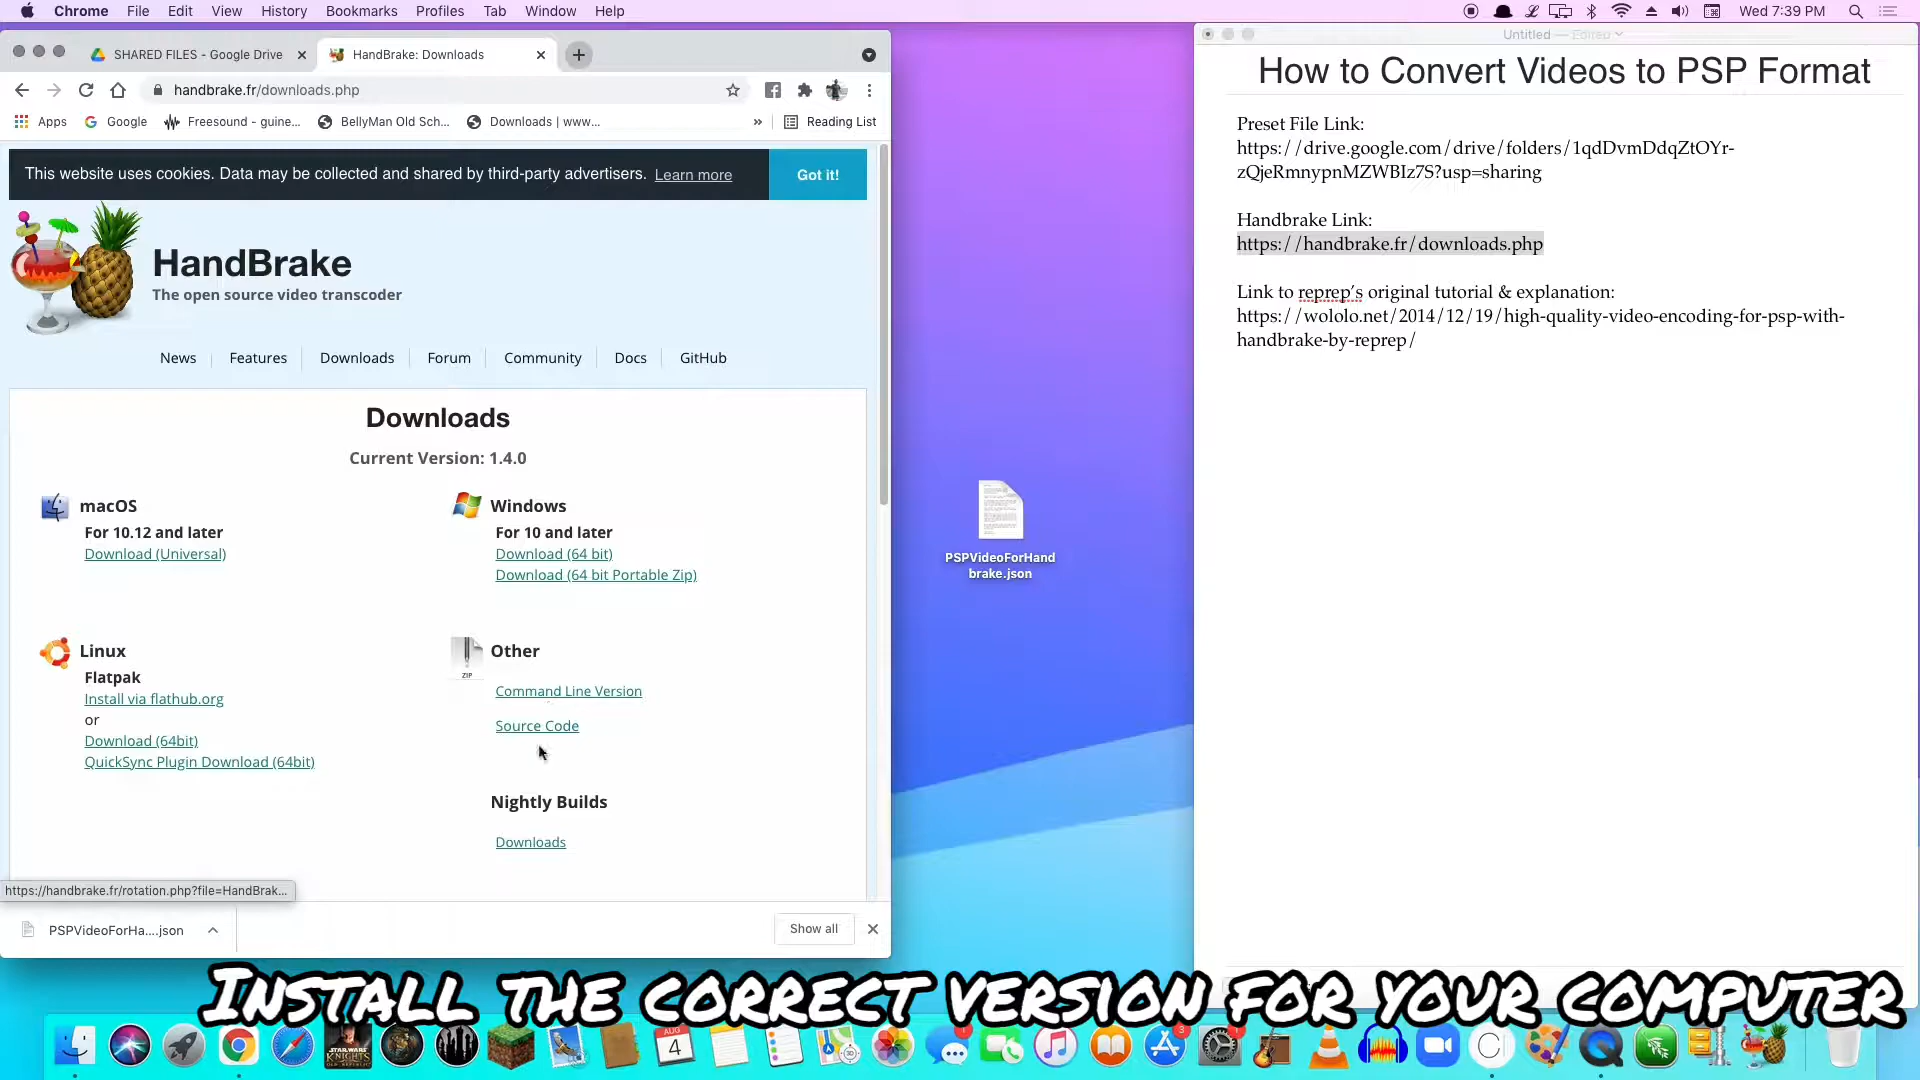 Chrome File Edit View History Bookmarks Profiles Tab Window Help
Wed 7:39 PM
SHARED FILES - Google Drive
HandBrake: Downloads
handbrake.fr/downloads.php
Apps
Google
Freesound - guine...
BellyMan Old Sch...
Downloads | www...
»
Reading List
This website uses cookies. Data may be collected and shared by third-party advertisers. Learn more
Got it!
HandBrake
The open source video transcoder
News Features Downloads Forum Community Docs GitHub
Downloads
Current Version: 1.4.0
macOS
For 10.12 and later
Download (Universal)
Windows
For 10 and later
Download (64 bit)
Download (64 bit Portable Zip)
Linux
Flatpak
Install via flathub.org
or
Download (64bit)
QuickSync Plugin Download (64bit)
ZIP
Other
Command Line Version
Source Code
Nightly Builds
Downloads
https://handbrake.fr/rotation.php?file=HandBrak...
PSPVideoForHa....json
Show all
PSPVideoForHand
brake.json
Untitled — Edited
How to Convert Videos to PSP Format
Preset File Link:
https://drive.google.com/drive/folders/1qdDvmDdqZtOYr-
zQjeRmnypnMZWBIz7S?usp=sharing
Handbrake Link:
https://handbrake.fr/downloads.php
Link to reprep's original tutorial & explanation:
https://wololo.net/2014/12/19/high-quality-video-encoding-for-psp-with-
handbrake-by-reprep/
Install the correct version for your computer
AUG
4
3